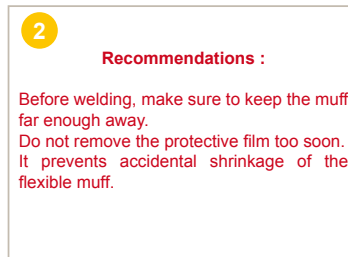 2
Recommendations :
Before welding, make sure to keep the muff
far enough away.
Do not remove the protective film too soon.
It prevents accidental shrinkage of the
flexible muff.